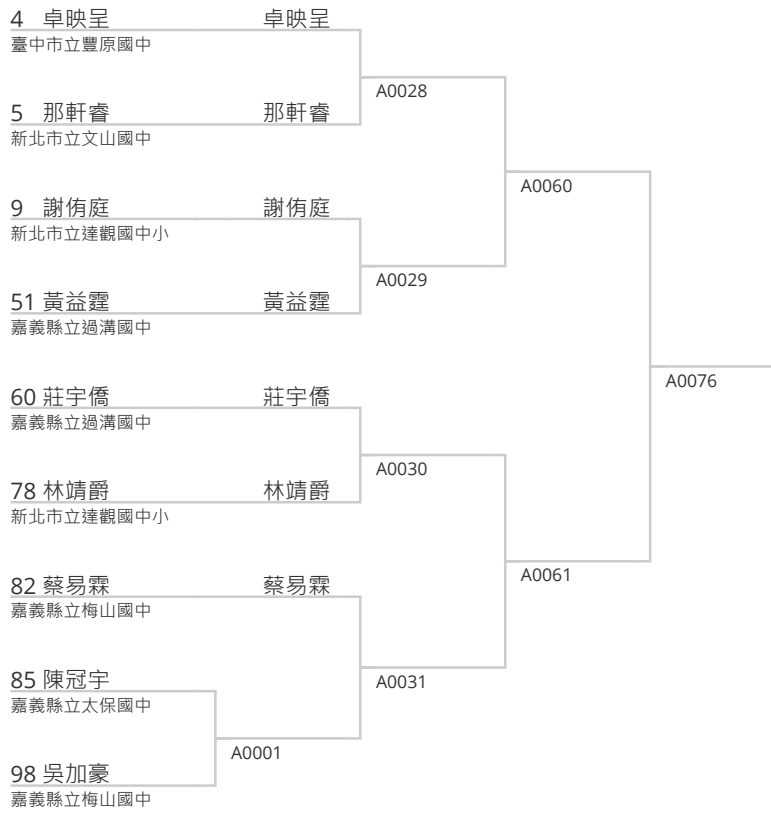 4 卓映呈 卓映呈
臺中市立豐原國中
A0028
5 那軒睿 那軒睿
新北市立文山國中
A0060
9 謝侑庭 謝侑庭
新北市立達觀國中小
A0029
51 黃益霆 黃益霆
嘉義縣立過溝國中
A0076
60 莊宇僑 莊宇僑
嘉義縣立過溝國中
A0030
78 林靖爵 林靖爵
新北市立達觀國中小
A0061
82 蔡易霖 蔡易霖
嘉義縣立梅山國中
A0031
85 陳冠宇
嘉義縣立太保國中
A0001
98 吳加豪
嘉義縣立梅山國中